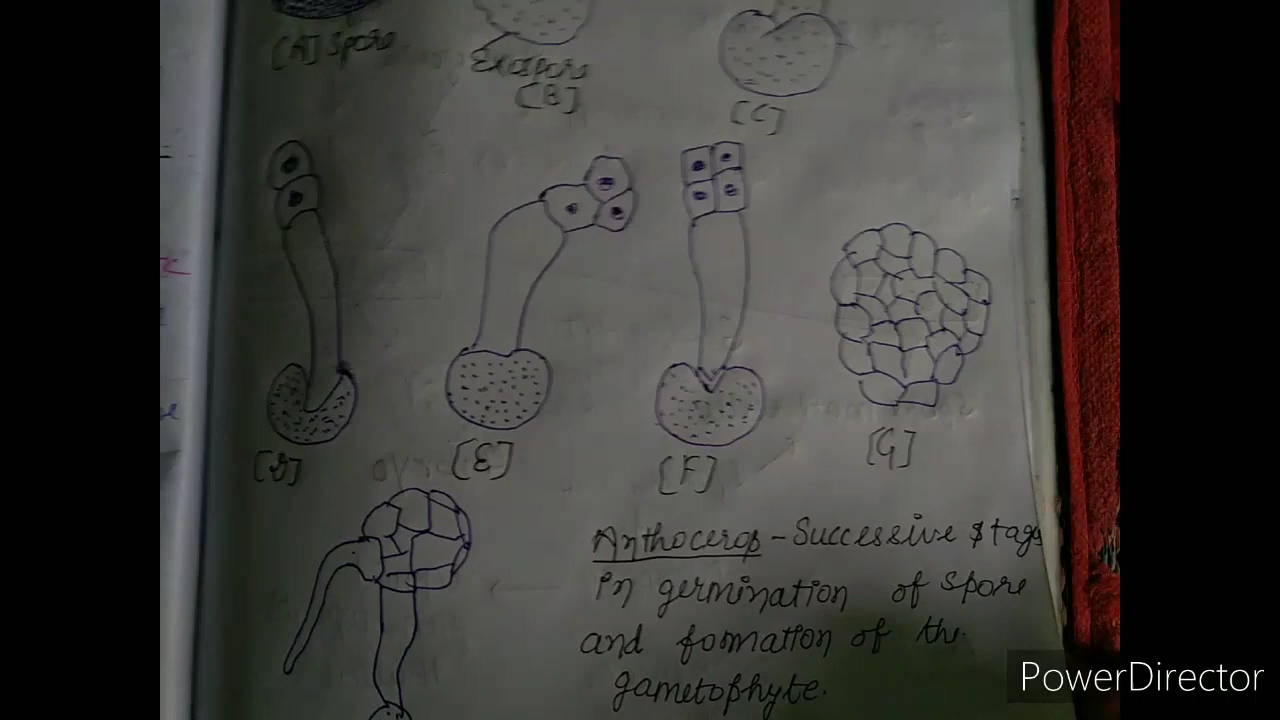 [A] Spore
Exospore
[B]
[C]
[D]
[E]
[F]
[G]
Anthoceros - Successive stages
in germination of spore
and formation of the
gametophyte.
PowerDirector